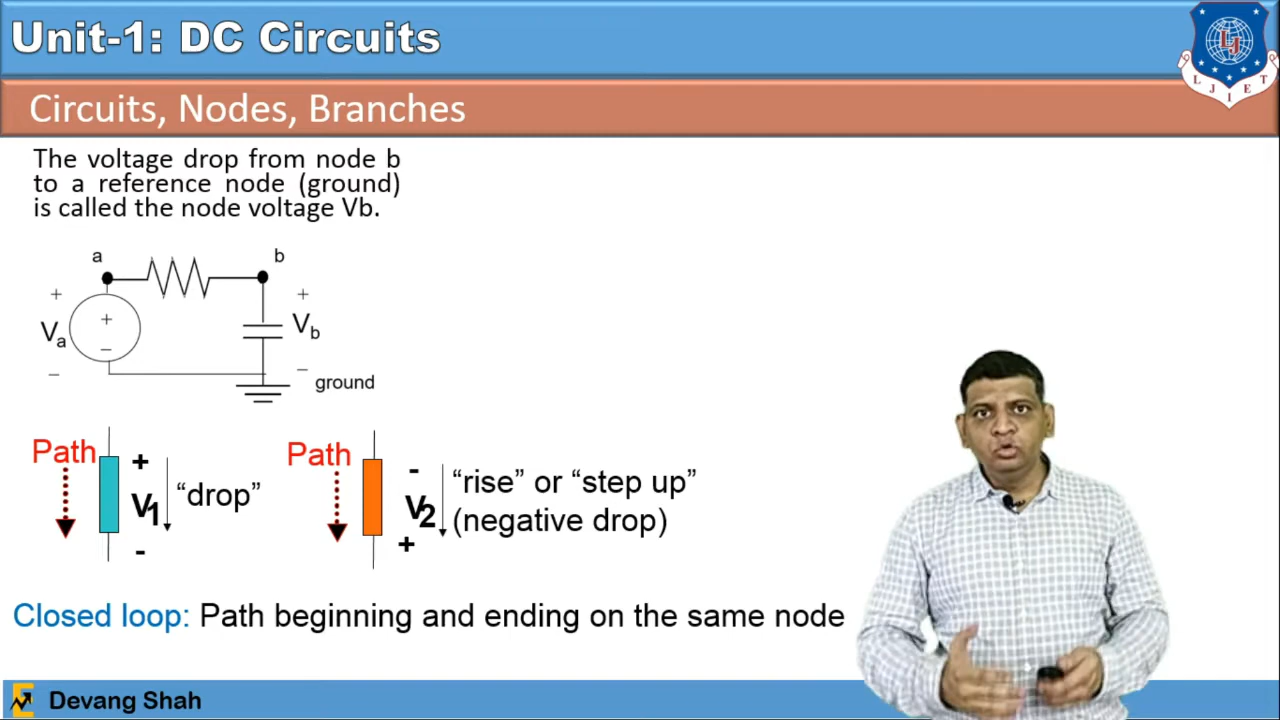 Unit-1: DC Circuits
L J I E T
Circuits, Nodes, Branches
The voltage drop from node b
to a reference node (ground)
is called the node voltage Vb.
a
b
+
+
+
Va
Vb
−
−
−
ground
Path
+
V1
-
“drop”
Path
-
V2
+
“rise” or “step up”
(negative drop)
Closed loop: Path beginning and ending on the same node
Devang Shah